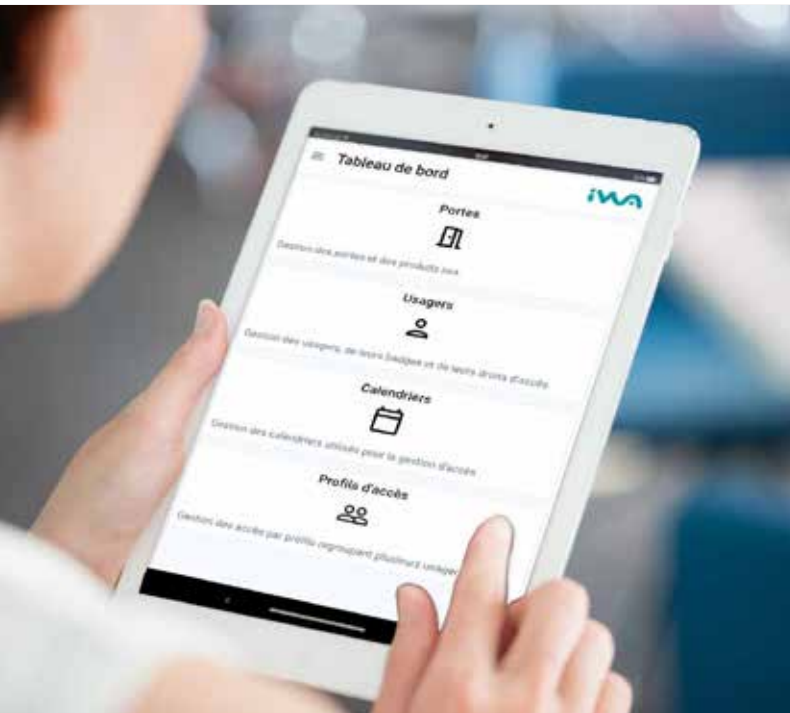 Tableau de bord
iWA
Portes
Gestion des portes et des produits
Usagers
Gestion des usagers, de leurs badges et de leurs droits d'accès
Calendriers
Gestion des calendriers utilisés pour la gestion d'accès
Profils d'accès
Gestion des accès par profils regroupant plusieurs usager